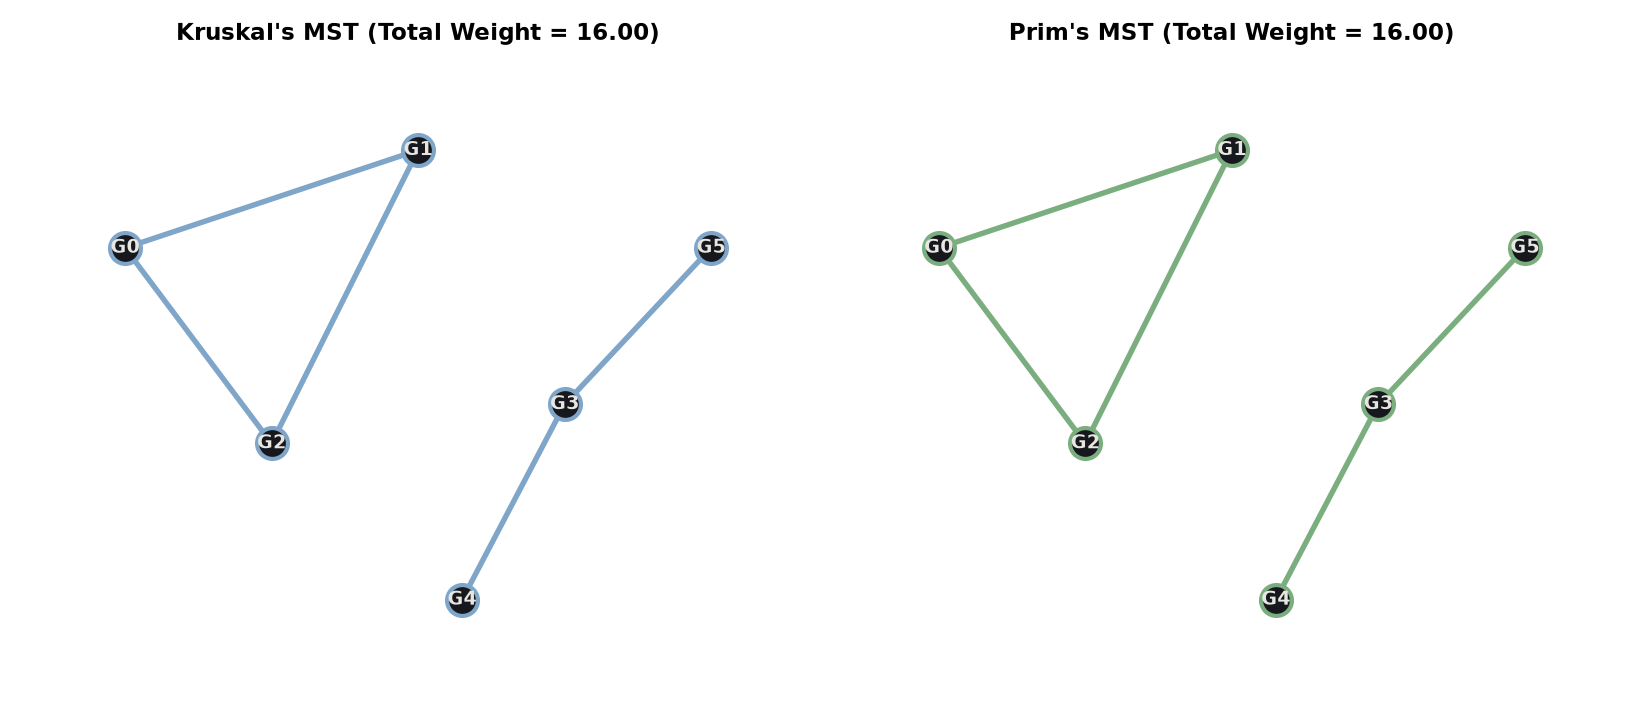 Kruskal's MST (Total Weight = 16.00)
G1
G0
G5
G3
G2
G4
Prim's MST (Total Weight = 16.00)
G1
G0
G5
G3
G2
G4